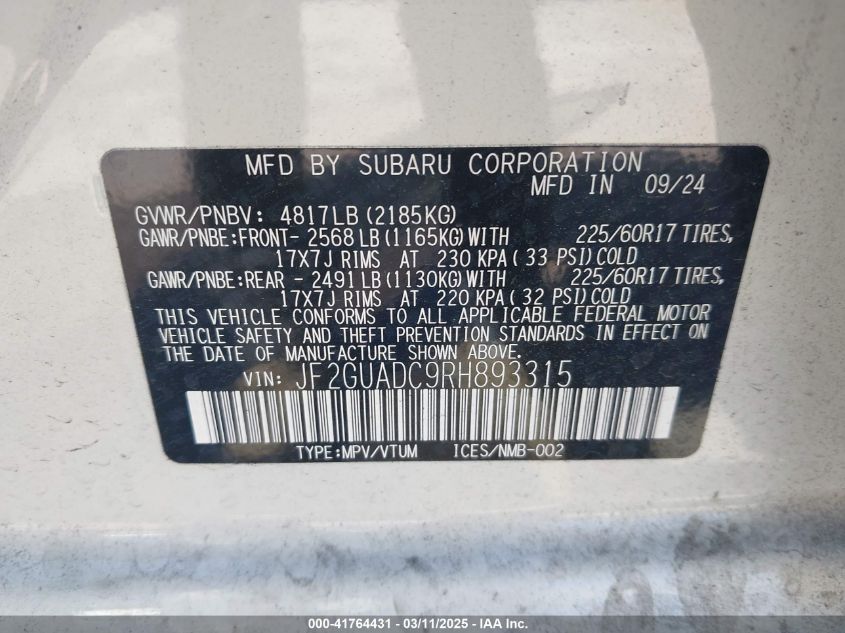 MFD BY SUBARU CORPORATION
MFD IN 09/24
GVWR/PNBV: 4817LB(2185KG)
GAWR/PNBE:FRONT- 2568LB(1165KG)WITH 225/60R17 TIRES,
17X7J RIMS AT 230 KPA ( 33 PSI)COLD
GAWR/PNBE:REAR - 2491LB(1130KG)WITH 225/60R17 TIRES,
17X7J RIMS AT 220 KPA ( 32 PSI)COLD
THIS VEHICLE CONFORMS TO ALL APPLICABLE FEDERAL MOTOR
VEHICLE SAFETY AND THEFT PREVENTION STANDARDS IN EFFECT ON
THE DATE OF MANUFACTURE SHOWN ABOVE.
VIN: JF2GUADC9RH893315
TYPE:MPV/VTUM ICES/NMB-002
000-41764431 - 03/11/2025 - IAA Inc.